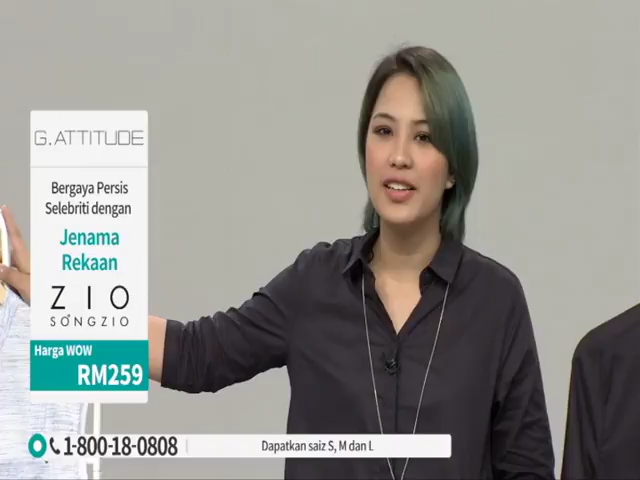 G.ATTITUDE
Bergaya Persis
Selebriti dengan
Jenama
Rekaan
ZIO
SONGZIO
Harga WOW
RM259
1-800-18-0808
Dapatkan saiz S, M dan L